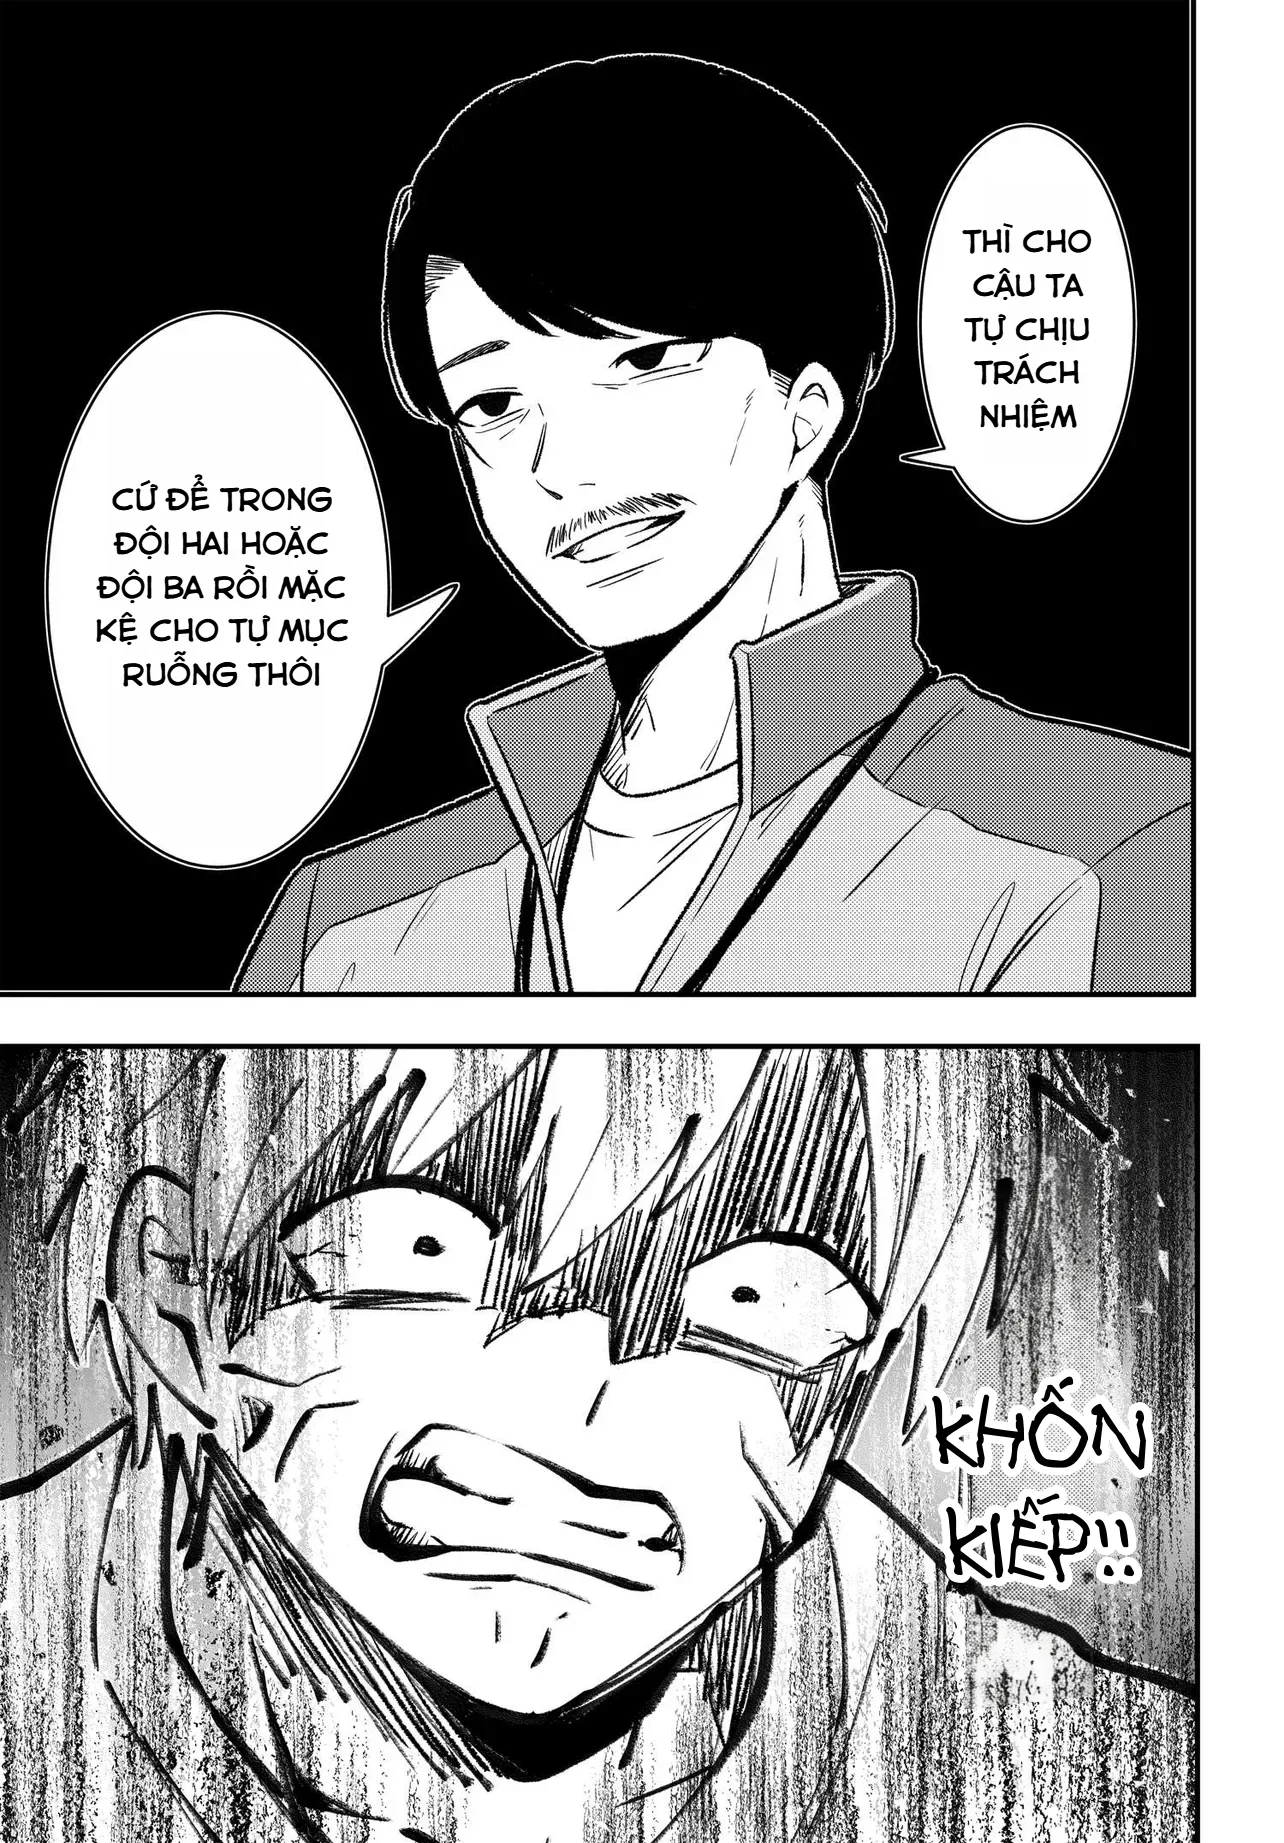 THÌ CHO
CẬU TA
TỰ CHỊU
TRÁCH
NHIỆM
CỨ ĐỂ TRONG
ĐỘI HAI HOẶC
ĐỘI BA RỒI MẶC
KỆ CHO TỰ MỤC
RUỖNG THÔI
KHỐN
KIẾP!!